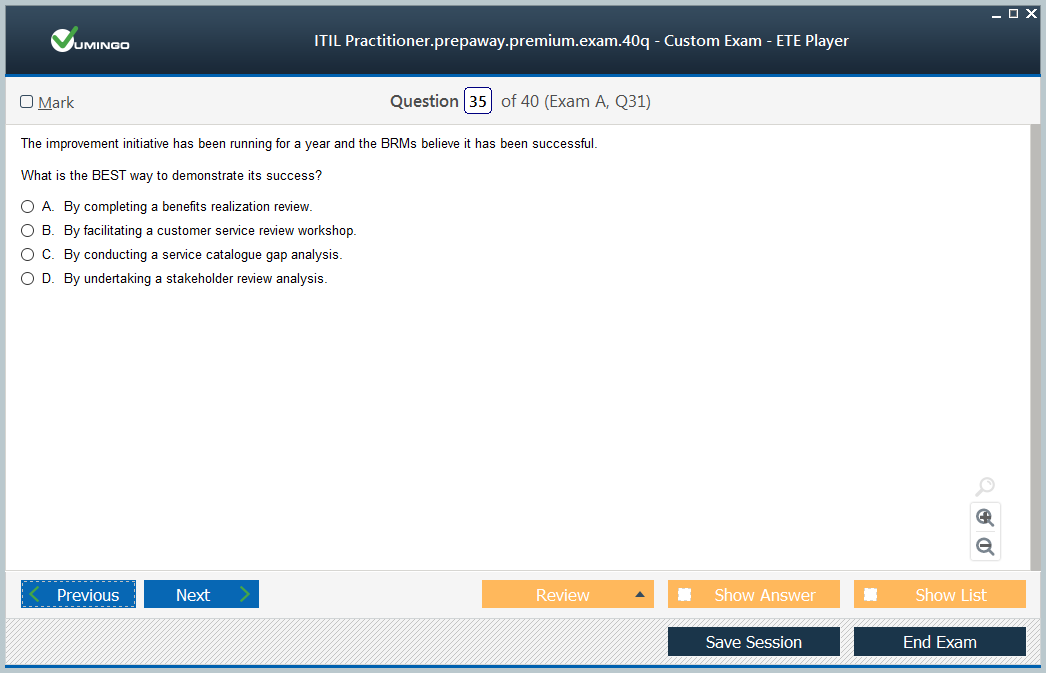 VUMINGO
ITIL Practitioner.prepaway.premium.exam.40q - Custom Exam - ETE Player
Mark
Question 35 of 40 (Exam A, Q31)
The improvement initiative has been running for a year and the BRMs believe it has been successful.
What is the BEST way to demonstrate its success?
A. By completing a benefits realization review.
B. By facilitating a customer service review workshop.
C. By conducting a service catalogue gap analysis.
D. By undertaking a stakeholder review analysis.
Previous Next Review Show Answer Show List
Save Session End Exam